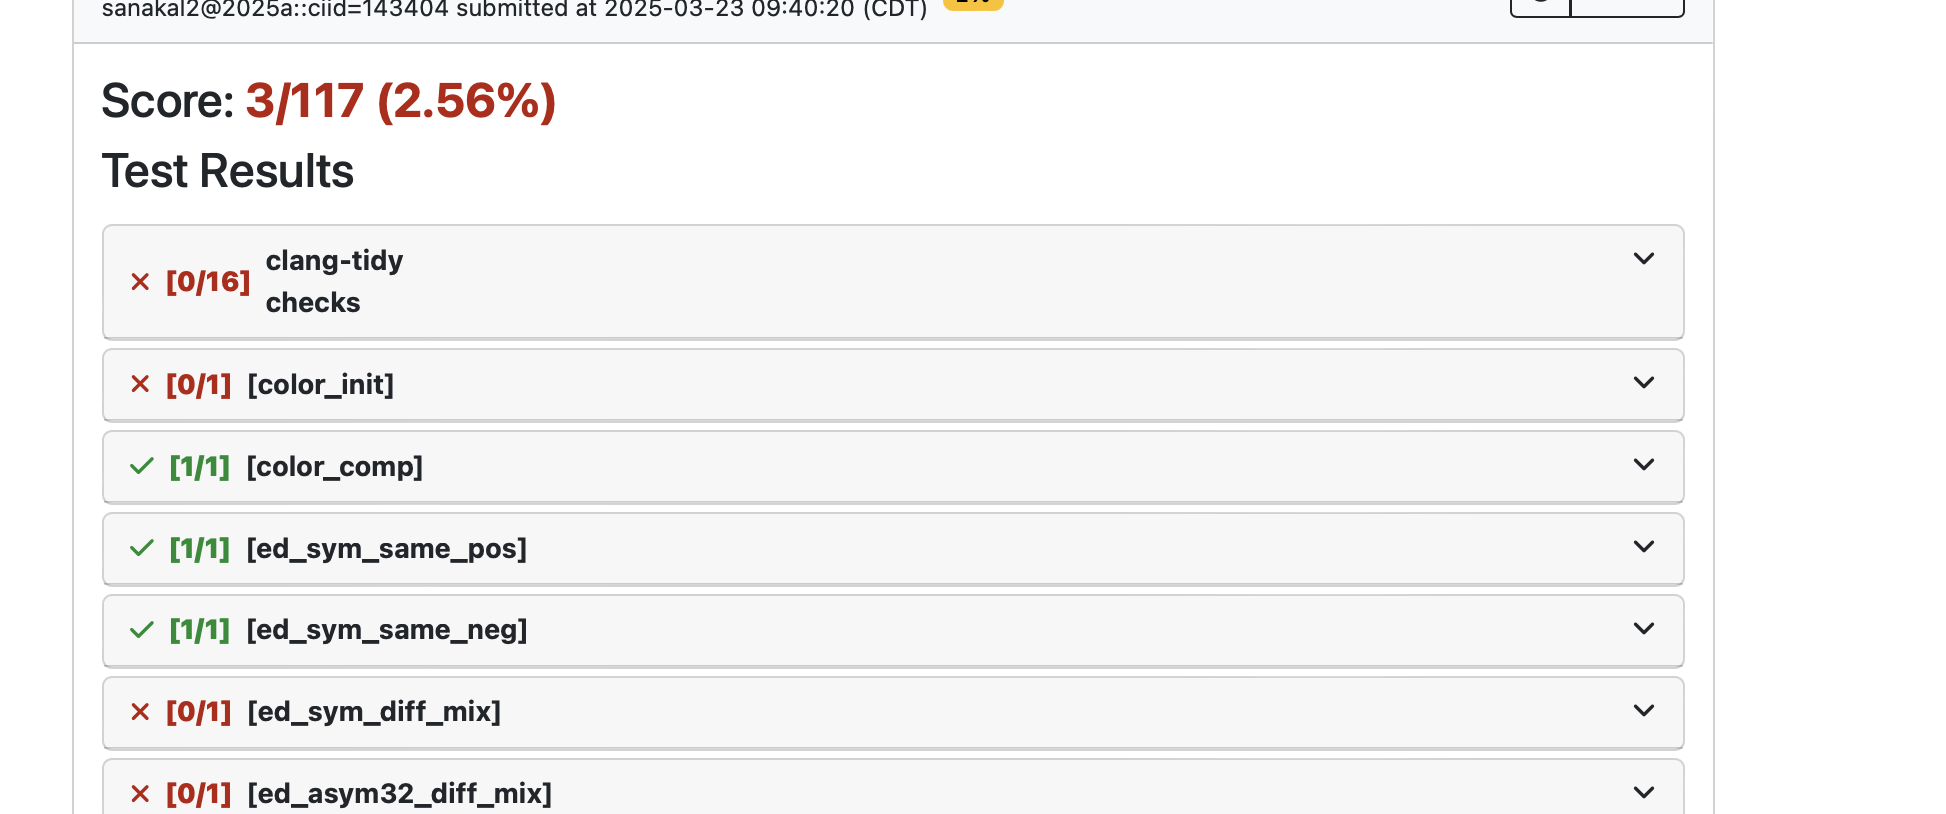 sanakal2@2025a::ciid=143404 submitted at 2025-03-23 09:40:20 (CDT)
Score: 3/117 (2.56%)
Test Results
[0/16] clang-tidy
checks
[0/1] [color_init]
[1/1] [color_comp]
[1/1] [ed_sym_same_pos]
[1/1] [ed_sym_same_neg]
[0/1] [ed_sym_diff_mix]
[0/1] [ed_asym32_diff_mix]